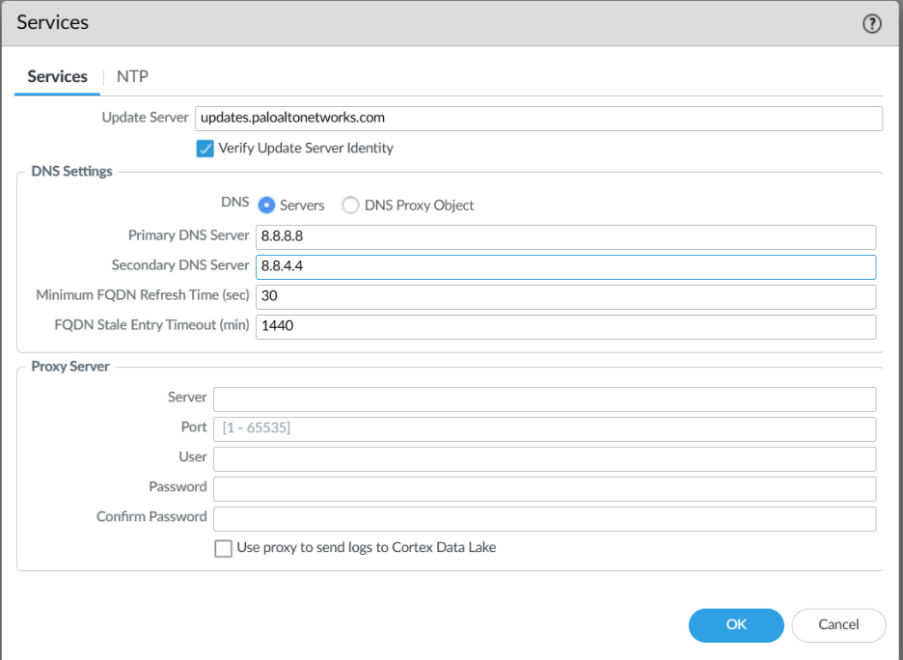 Services
Services NTP
Update Server updates.paloaltonetworks.com
Verify Update Server Identity
DNS Settings
DNS Servers DNS Proxy Object
Primary DNS Server 8.8.8.8
Secondary DNS Server 8.8.4.4
Minimum FQDN Refresh Time (sec) 30
FQDN Stale Entry Timeout (min) 1440
Proxy Server
Server
Port [1 - 65535]
User
Password
Confirm Password
Use proxy to send logs to Cortex Data Lake
OK Cancel